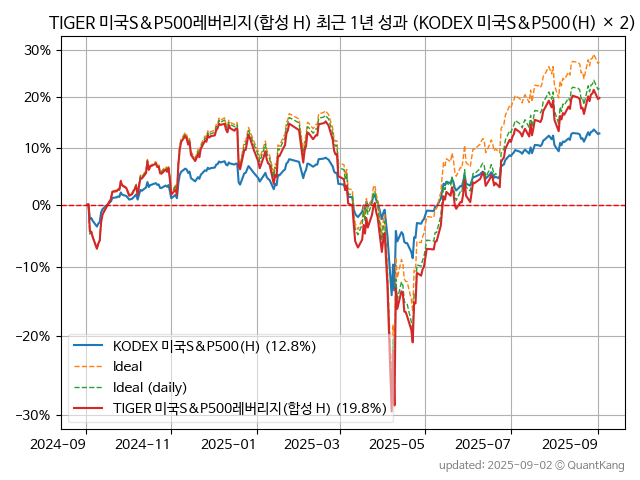 TIGER 미국S&P500레버리지(합성 H) 최근 1년 성과 (KODEX 미국S&P500(H) × 2)
30%
20%
10%
0%
−10%
−20%
−30%
KODEX 미국S&P500(H) (12.8%)
Ideal
Ideal (daily)
TIGER 미국S&P500레버리지(합성 H) (19.8%)
2024-09 2024-11 2025-01 2025-03 2025-05 2025-07 2025-09
updated: 2025-09-02 © QuantKang